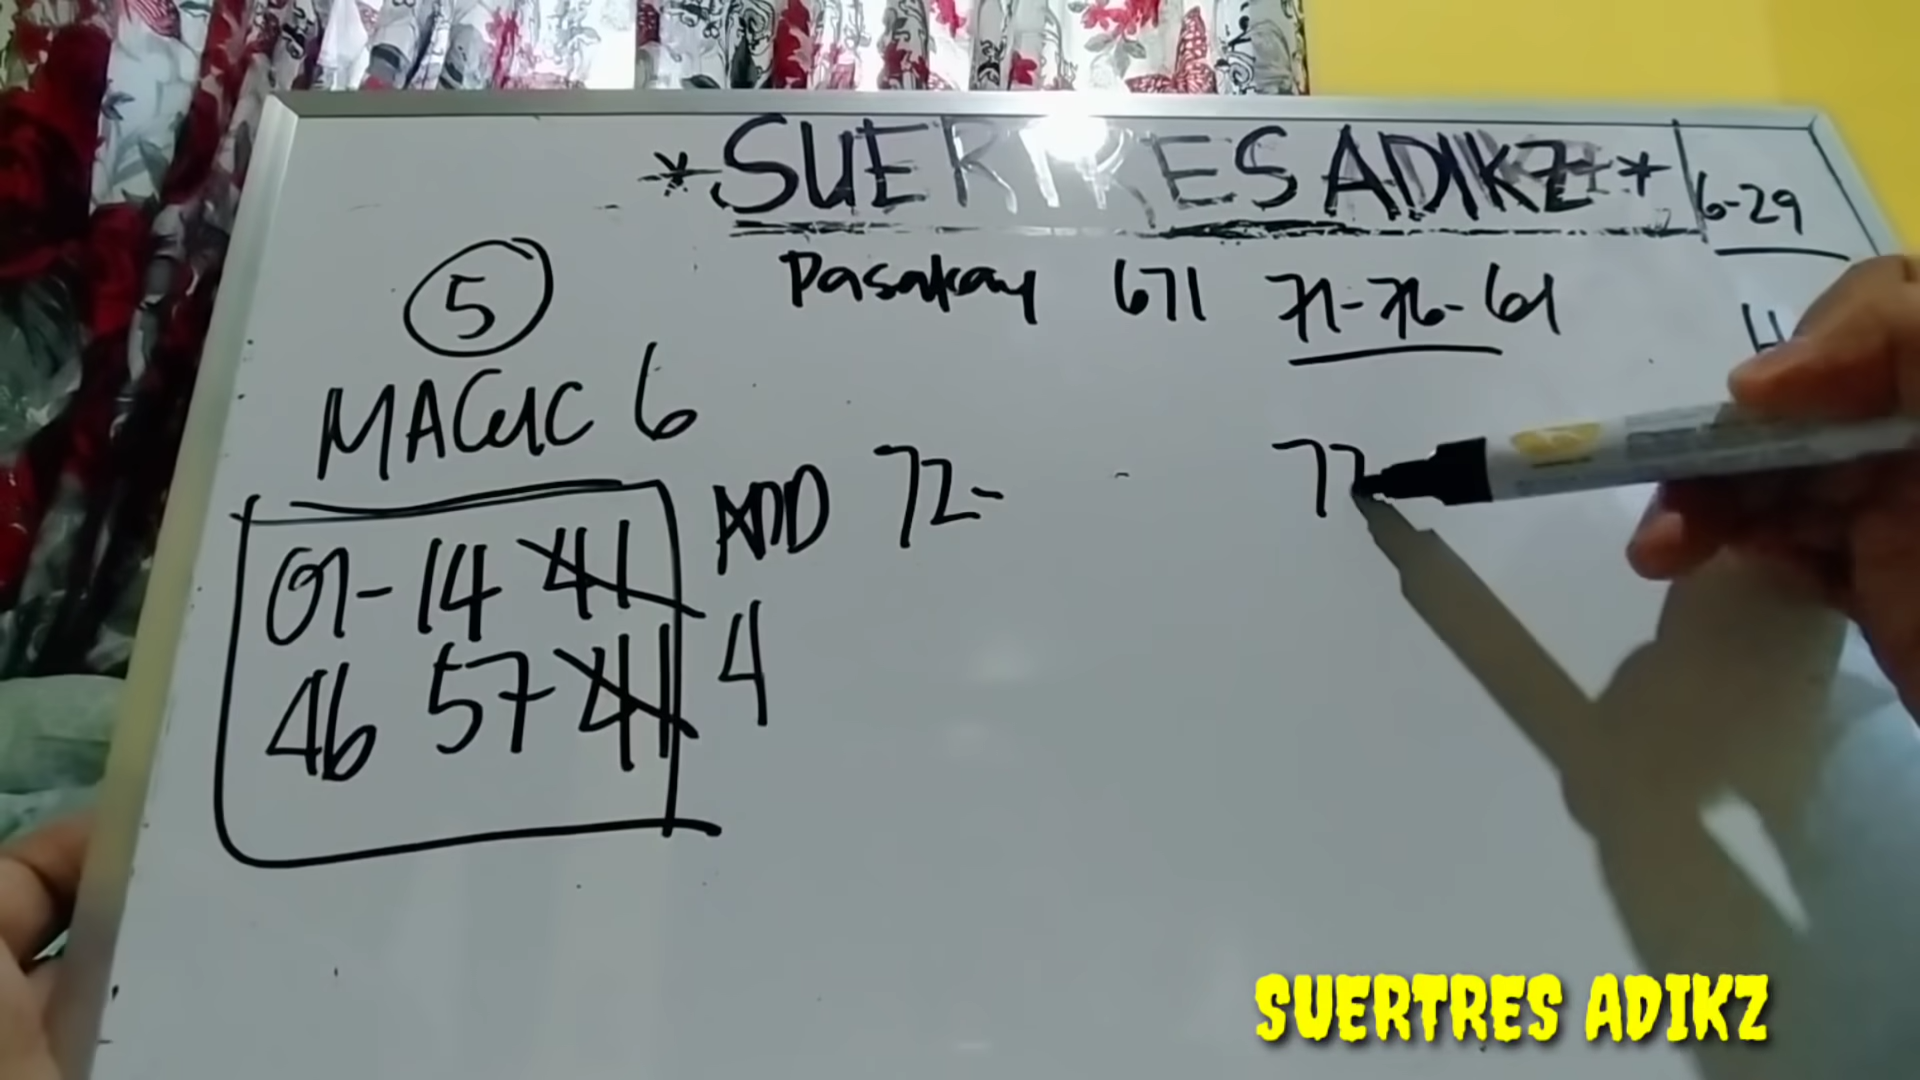 *SUERTRES ADIKZ**
6-29
Pasakay 671 71-76-61
5
MAGIC 6
ADD 72-
-
72
01-14 41
46 57 41
4
SUERTRES ADIKZ